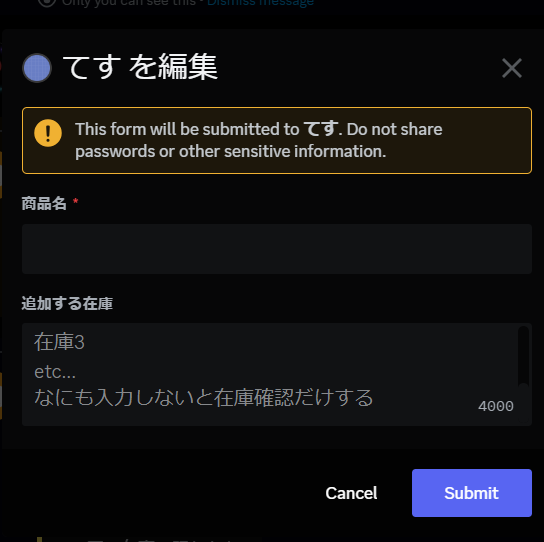 Only you can see this • Dismiss message
てす を編集
This form will be submitted to てす. Do not share
passwords or other sensitive information.
商品名 *
追加する在庫
在庫3
etc...
なにも入力しないと在庫確認だけする
4000
Cancel
Submit